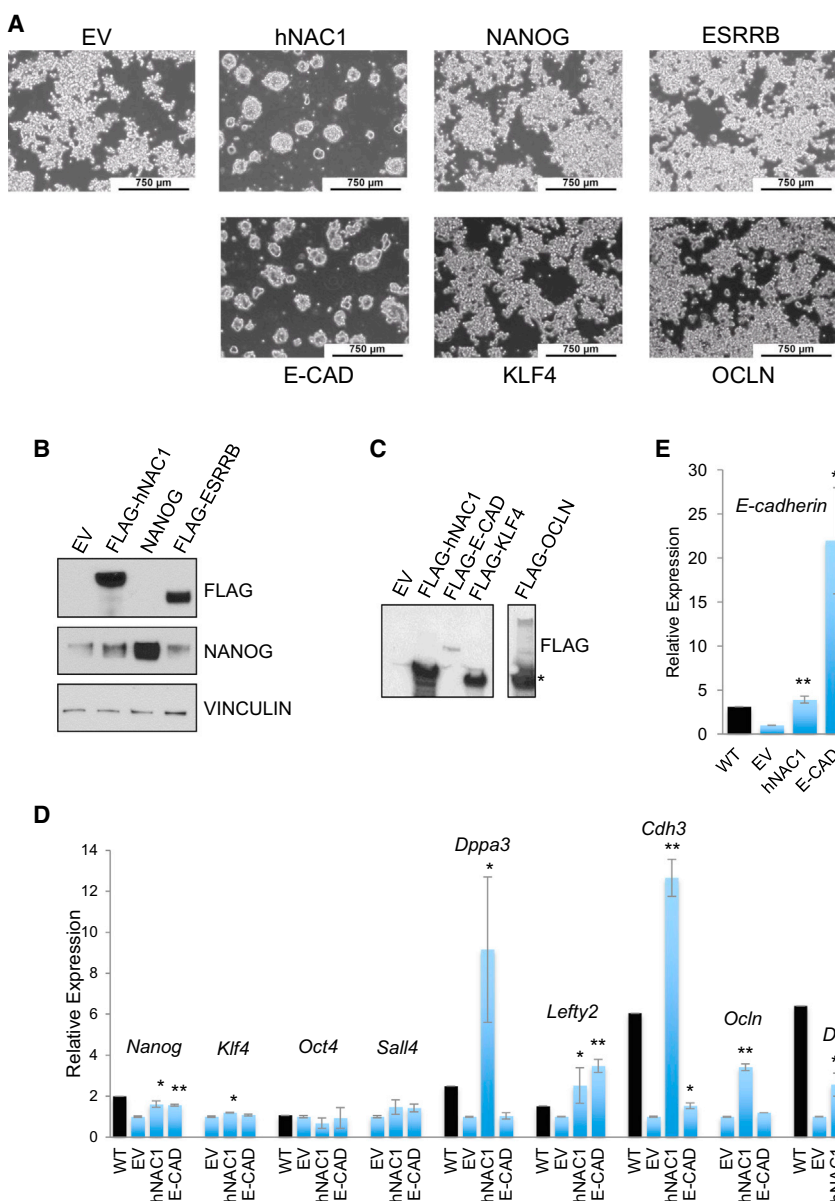 A
EV
hNAC1
NANOG
ESRRB
750 µm
750 µm
750 µm
750 µm
750 µm
750 µm
750 µm
E-CAD
KLF4
OCLN
B
EV
FLAG-hNAC1
NANOG
FLAG-ESRRB
FLAG
NANOG
VINCULIN
C
EV
FLAG-hNAC1
FLAG-E-CAD
FLAG-KLF4
FLAG-OCLN
FLAG
*
E
Relative Expression
30
25
20
15
10
5
0
E-cadherin
**
*
WT
EV
hNAC1
E-CAD
D
Relative Expression
14
12
10
8
6
4
2
0
Nanog
* **
Klf4
*
Oct4
Sall4
Dppa3
*
Lefty2
* **
Cdh3
**
*
Ocln
**
D
*
WT EV hNAC1 E-CAD
EV hNAC1 E-CAD
WT EV hNAC1 E-CAD
EV hNAC1 E-CAD
WT EV hNAC1 E-CAD
WT EV hNAC1 E-CAD
WT EV hNAC1 E-CAD
EV hNAC1 E-CAD
WT EV hNAC1